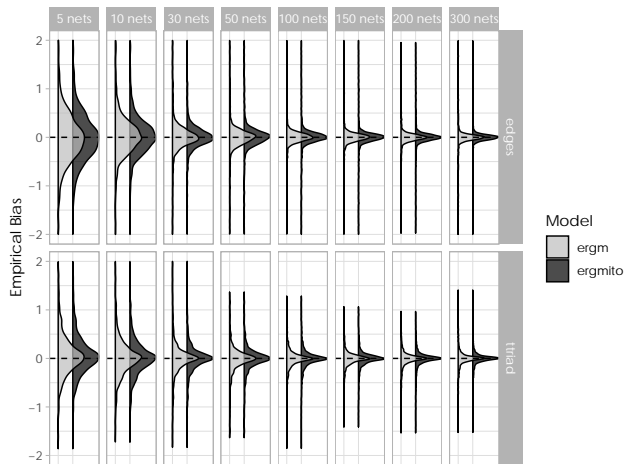 5 nets 10 nets 30 nets 50 nets 100 nets 150 nets 200 nets 300 nets
2
1
0
−1
−2
edges
Empirical Bias
Model
ergm
ergmito
2
1
0
−1
−2
ttriad